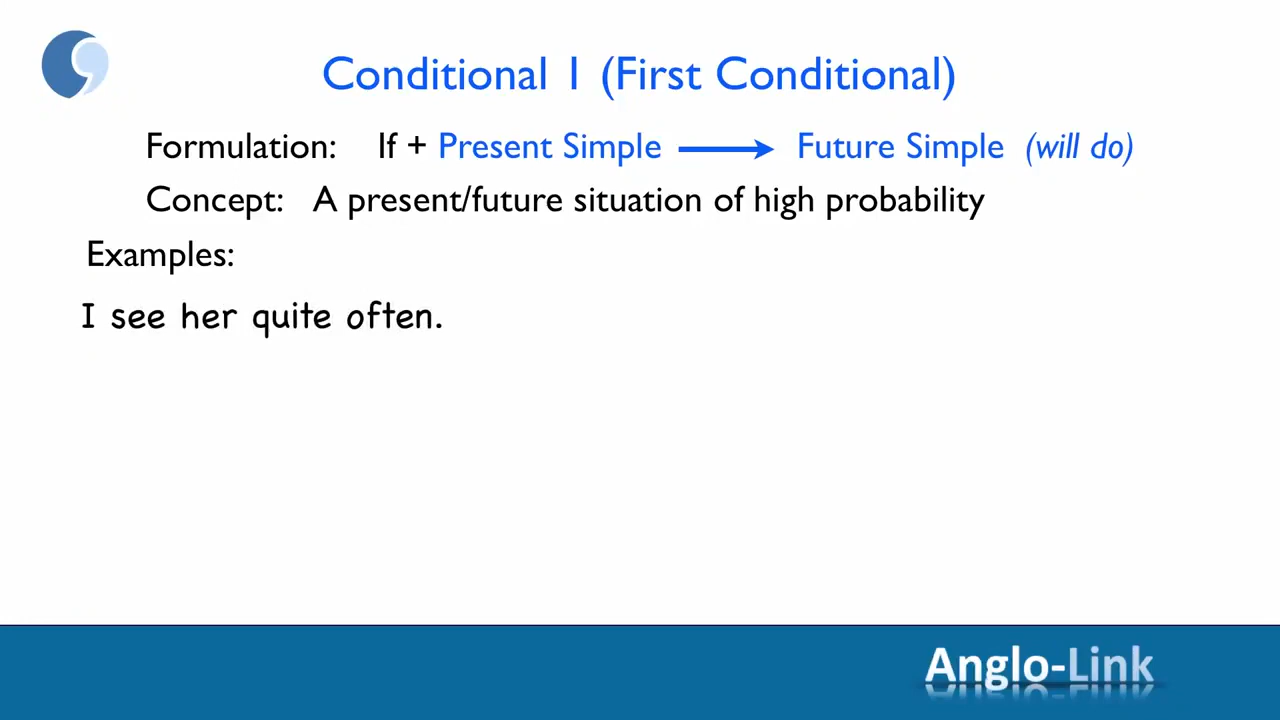 Conditional 1 (First Conditional)
Formulation: If + Present Simple ⟶ Future Simple (will do)
Concept: A present/future situation of high probability
Examples:
I see her quite often.
Anglo-Link